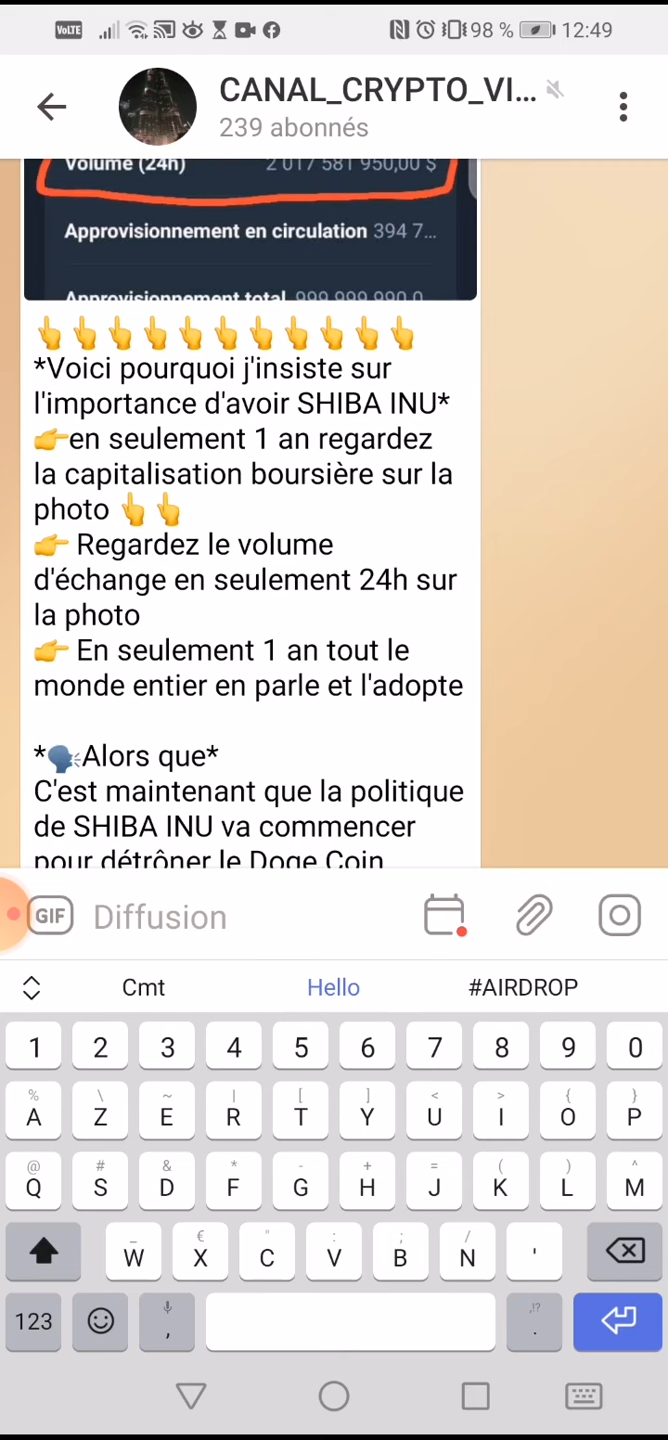 VoLTE 98 % 12:49
CANAL_CRYPTO_VI...
239 abonnés
Volume (24h) 2 017 581 950,00 $
Approvisionnement en circulation 394 7...
Approvisionnement total 999 999 990,0...
👆👆👆👆👆👆👆👆👆👆👆
*Voici pourquoi j'insiste sur
l'importance d'avoir SHIBA INU*
👉en seulement 1 an regardez
la capitalisation boursière sur la
photo 👆👆
👉 Regardez le volume
d'échange en seulement 24h sur
la photo
👉 En seulement 1 an tout le
monde entier en parle et l'adopte
*🗣Alors que*
C'est maintenant que la politique
de SHIBA INU va commencer
pour détrôner le Doge Coin
GIF Diffusion
Cmt Hello #AIRDROP
1 2 3 4 5 6 7 8 9 0
% \ ~ | [ ] < > { }
A Z E R T Y U I O P
@ # & * - + = ( ) ^
Q S D F G H J K L M
_ € " : ; /
W X C V B N '
123 , ,!? .